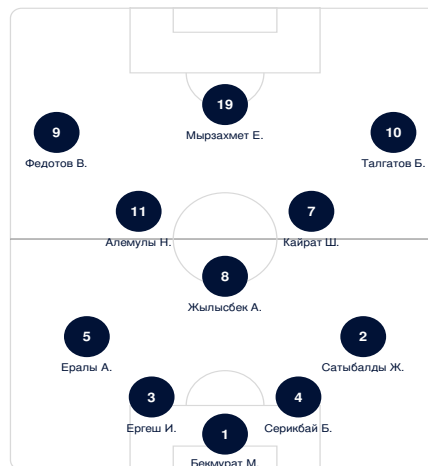 19
Мырзахмет Е.
9
10
Федотов В.
Талгатов Б.
11
7
Алемулы Н.
Кайрат Ш.
8
Жылысбек А.
5
2
Ералы А.
Сатыбалды Ж.
3
4
Ергеш И.
Серикбай Б.
1
Бекмурат М.